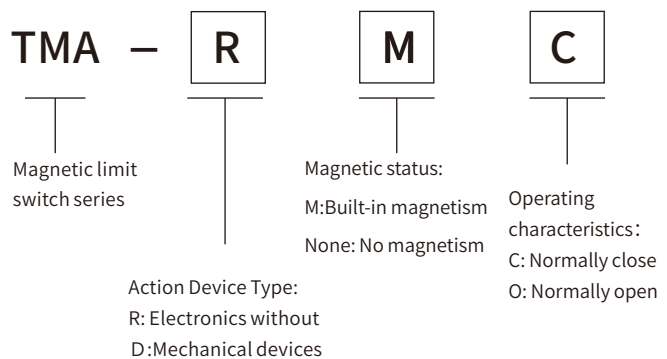 TMA – R M C
Magnetic limit
switch series
Action Device Type:
R: Electronics without
D:Mechanical devices
Magnetic status:
M:Built-in magnetism
None: No magnetism
Operating
characteristics:
C: Normally close
O: Normally open